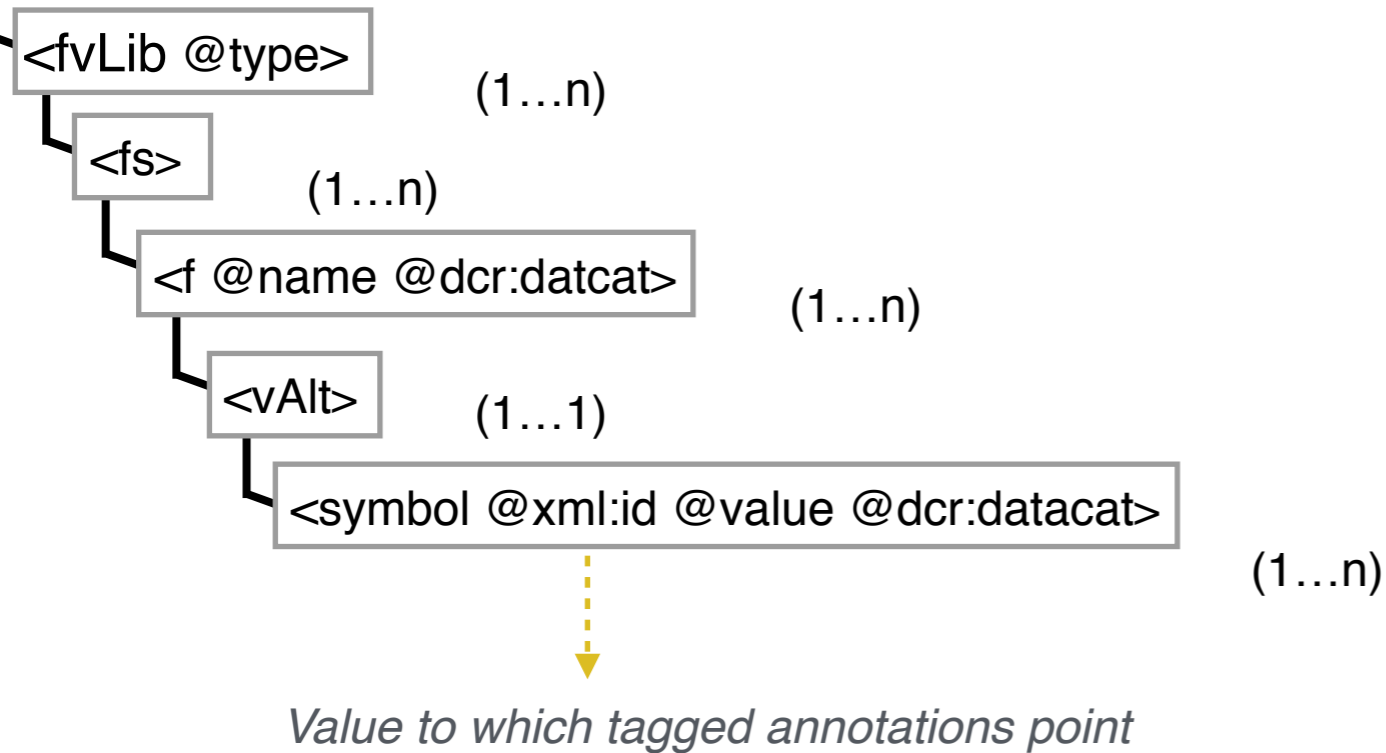 <fvLib @type>
(1…n)
<fs>
(1…n)
<f @name @dcr:datcat>
(1…n)
<vAlt>
(1…1)
<symbol @xml:id @value @dcr:datacat>
(1…n)
Value to which tagged annotations point